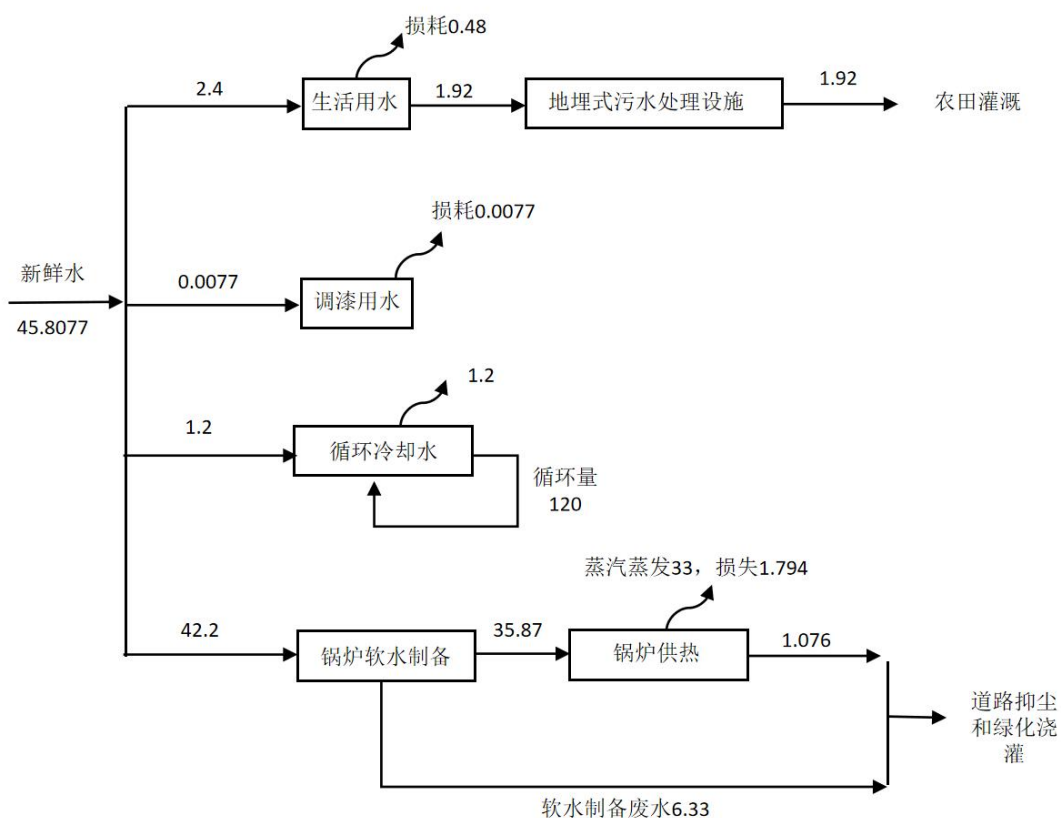 损耗0.48
2.4
生活用水
1.92
地埋式污水处理设施
1.92
农田灌溉
损耗0.0077
新鲜水
45.8077
0.0077
调漆用水
1.2
1.2
循环冷却水
循环量
120
蒸汽蒸发33，损失1.794
42.2
锅炉软水制备
35.87
锅炉供热
1.076
道路抑尘
和绿化浇
灌
软水制备废水6.33